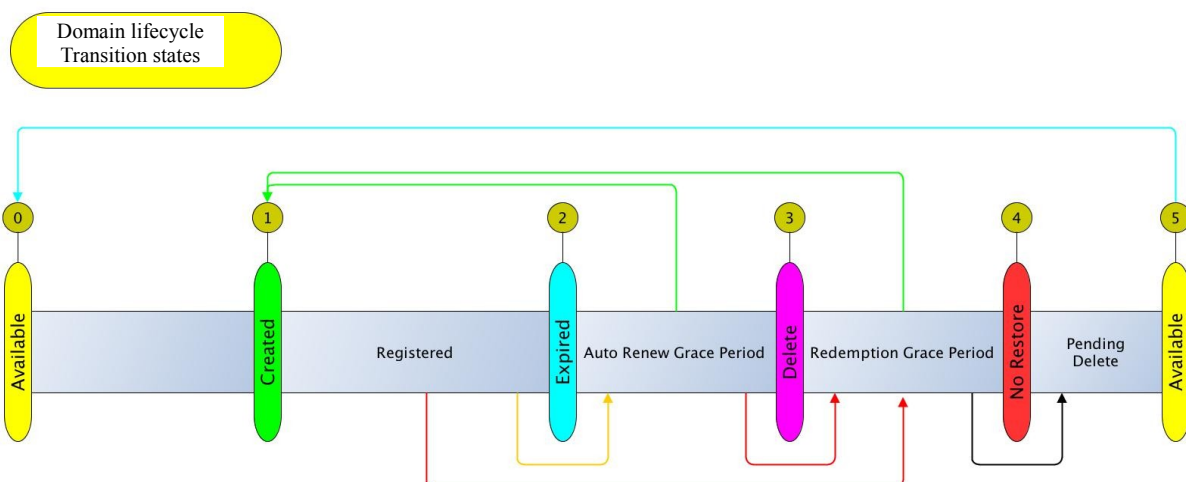 Domain lifecycle
Transition states
0
1
2
3
4
5
Available
Created
Registered
Expired
Auto Renew Grace Period
Delete
Redemption Grace Period
No Restore
Pending
Delete
Available